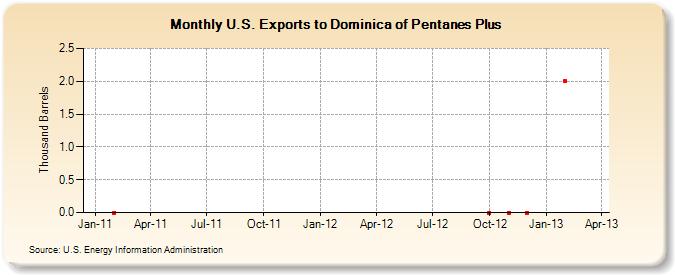 Monthly U.S. Exports to Dominica of Pentanes Plus
Thousand Barrels
2.5
2.0
1.5
1.0
0.5
0.0
Jan-11 Apr-11 Jul-11 Oct-11 Jan-12 Apr-12 Jul-12 Oct-12 Jan-13 Apr-13
Source: U.S. Energy Information Administration